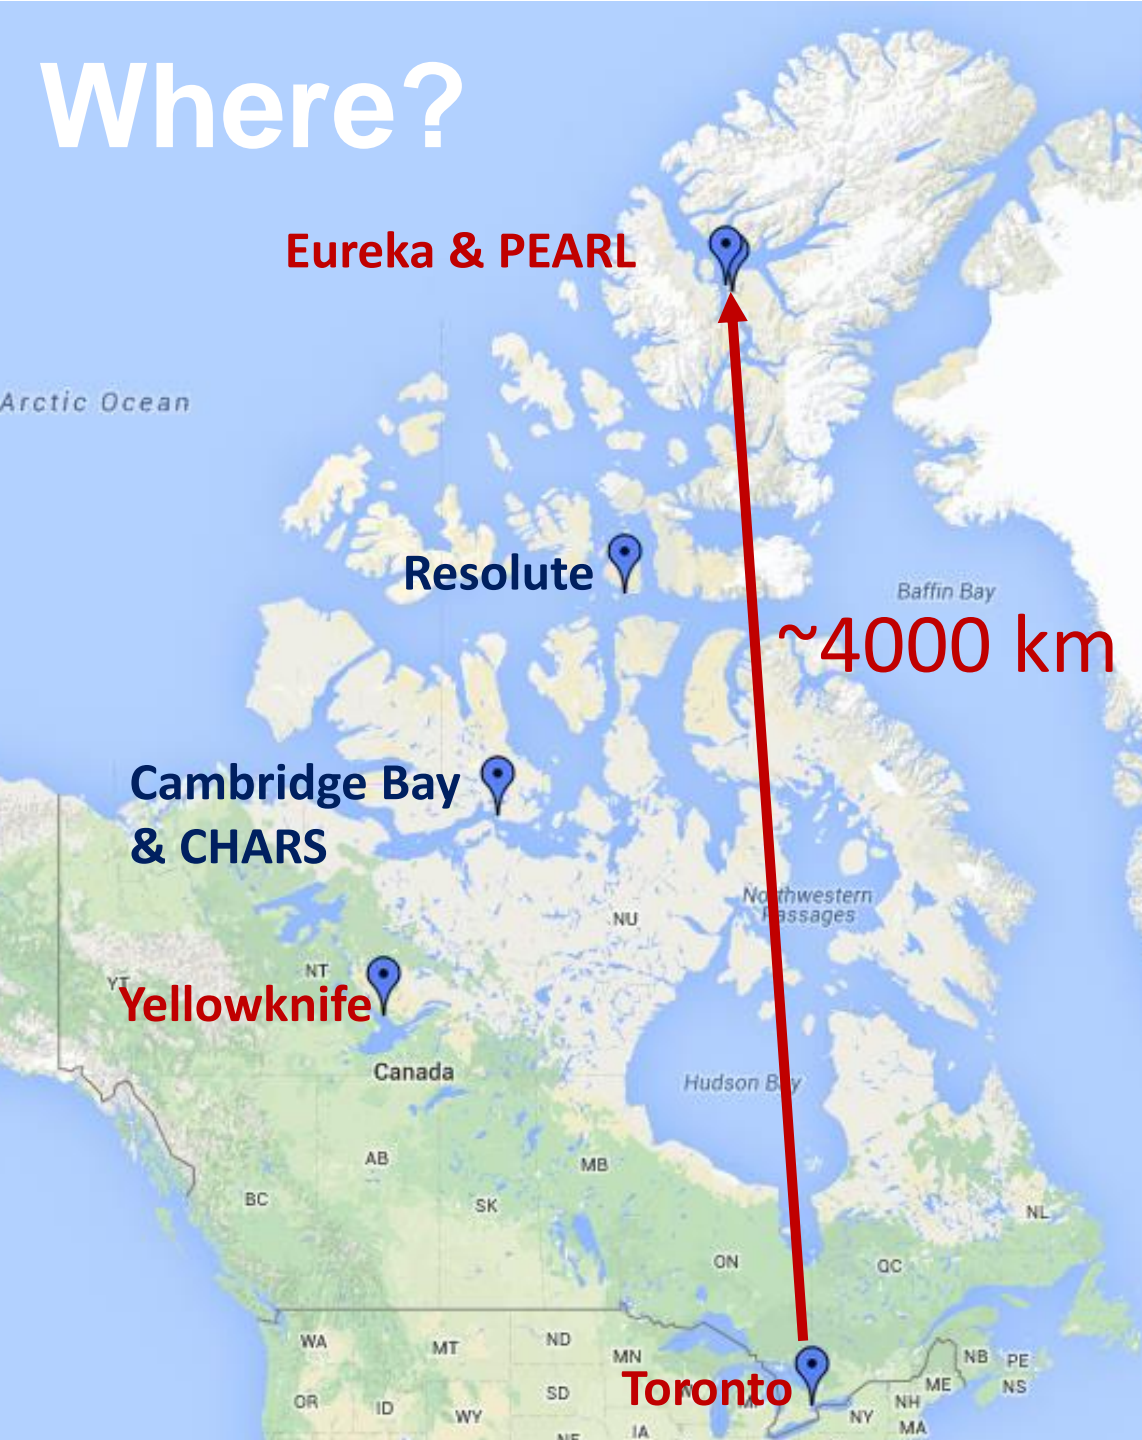 Where?
Eureka & PEARL
Arctic Ocean
Resolute
Baffin Bay
~4000 km
Cambridge Bay
& CHARS
Northwestern
Passages
NU
NT
YT
Yellowknife
Canada
Hudson Bay
AB
MB
BC
SK
NL
ON
QC
WA
MT
ND
MN
NB
PE
Toronto
MI
ME
NS
OR
ID
SD
WY
NY
NH
MA
IA
NE